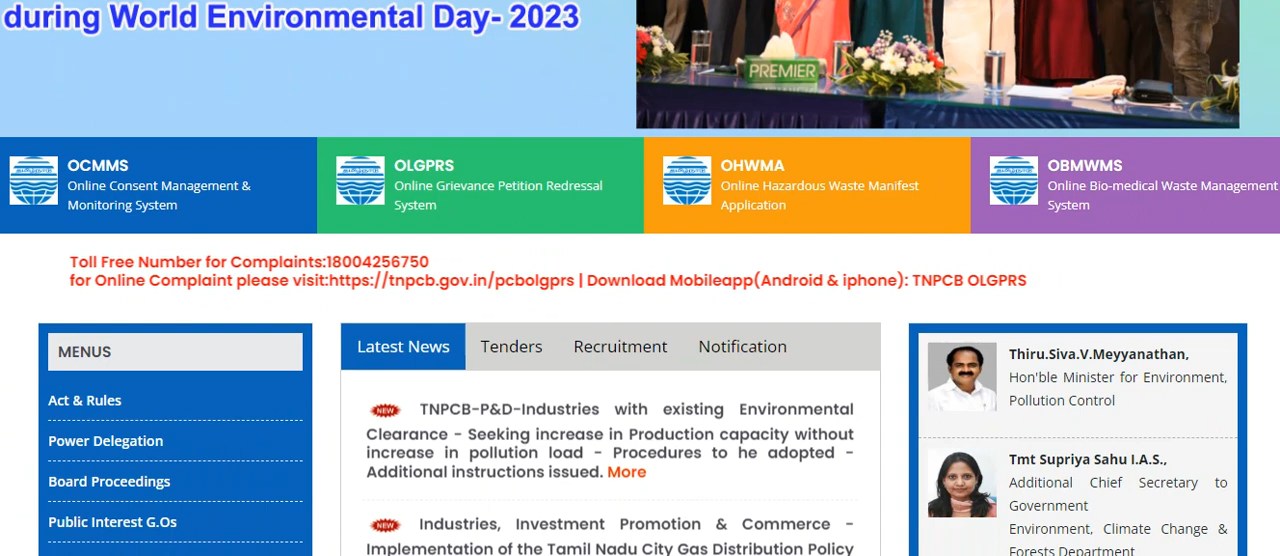 during World Environmental Day- 2023
PREMIER
OCMMS
Online Consent Management &
Monitoring System
OLGPRS
Online Grievance Petition Redressal
System
OHWMA
Online Hazardous Waste Manifest
Application
OBMWMS
Online Bio-medical Waste Management
System
Toll Free Number for Complaints:18004256750
for Online Complaint please visit:https://tnpcb.gov.in/pcbolgprs | Download Mobileapp(Android & iphone): TNPCB OLGPRS
MENUS
Act & Rules
Power Delegation
Board Proceedings
Public Interest G.Os
Latest News
Tenders
Recruitment
Notification
NEW TNPCB-P&D-Industries with existing Environmental
Clearance - Seeking increase in Production capacity without
increase in pollution load - Procedures to he adopted -
Additional instructions issued. More
NEW Industries, Investment Promotion & Commerce -
Implementation of the Tamil Nadu City Gas Distribution Policy
Thiru.Siva.V.Meyyanathan,
Hon'ble Minister for Environment,
Pollution Control
Tmt Supriya Sahu I.A.S.,
Additional Chief Secretary to
Government
Environment, Climate Change &
Forests Department